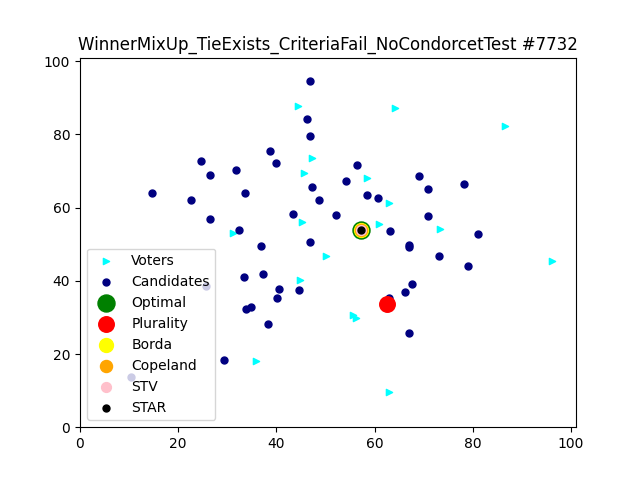 WinnerMixUp_TieExists_CriteriaFail_NoCondorcetTest #7732
100
80
60
40
20
0
0 20 40 60 80 100
Voters
Candidates
Optimal
Plurality
Borda
Copeland
STV
STAR